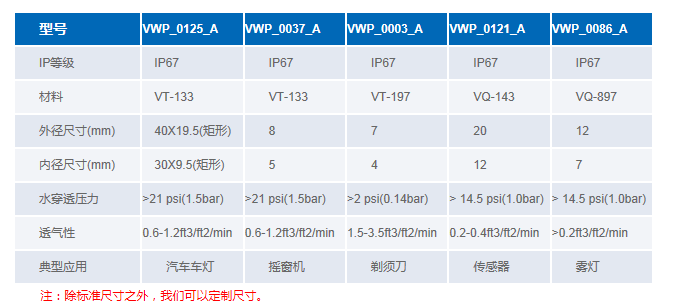 型号 VWP_0125_A VWP_0037_A VWP_0003_A VWP_0121_A VWP_0086_A
IP等级 IP67 IP67 IP67 IP67 IP67
材料 VT-133 VT-133 VT-197 VQ-143 VQ-897
外径尺寸(mm) 40X19.5(矩形) 8 7 20 12
内径尺寸(mm) 30X9.5(矩形) 5 4 12 7
水穿透压力 >21 psi(1.5bar) >21 psi(1.5bar) >2 psi(0.14bar) > 14.5 psi(1.0bar) > 14.5 psi(1.0bar)
透气性 0.6-1.2ft3/ft2/min 0.6-1.2ft3/ft2/min 1.5-3.5ft3/ft2/min 0.2-0.4ft3/ft2/min >0.2ft3/ft2/min
典型应用 汽车车灯 摇窗机 剃须刀 传感器 雾灯
注：除标准尺寸之外，我们可以定制尺寸。